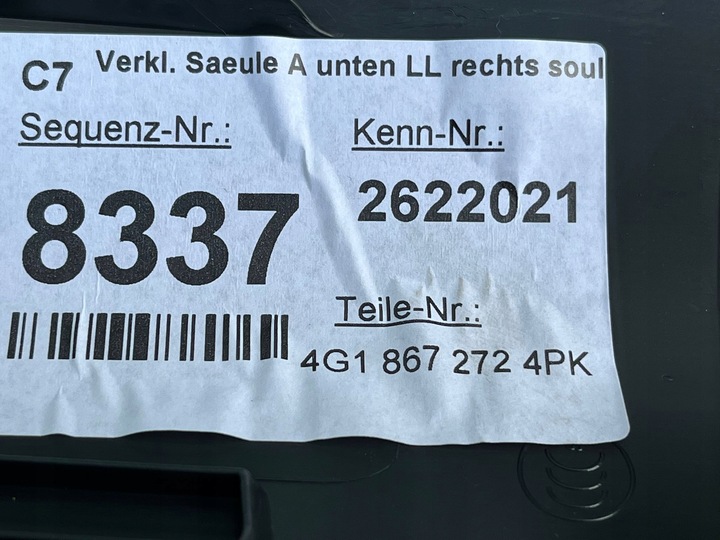 C7 Verkl. Saeule A unten LL rechts soul
Sequenz-Nr.: Kenn-Nr.:
8337 2622021
Teile-Nr.:
4G1 867 272 4PK